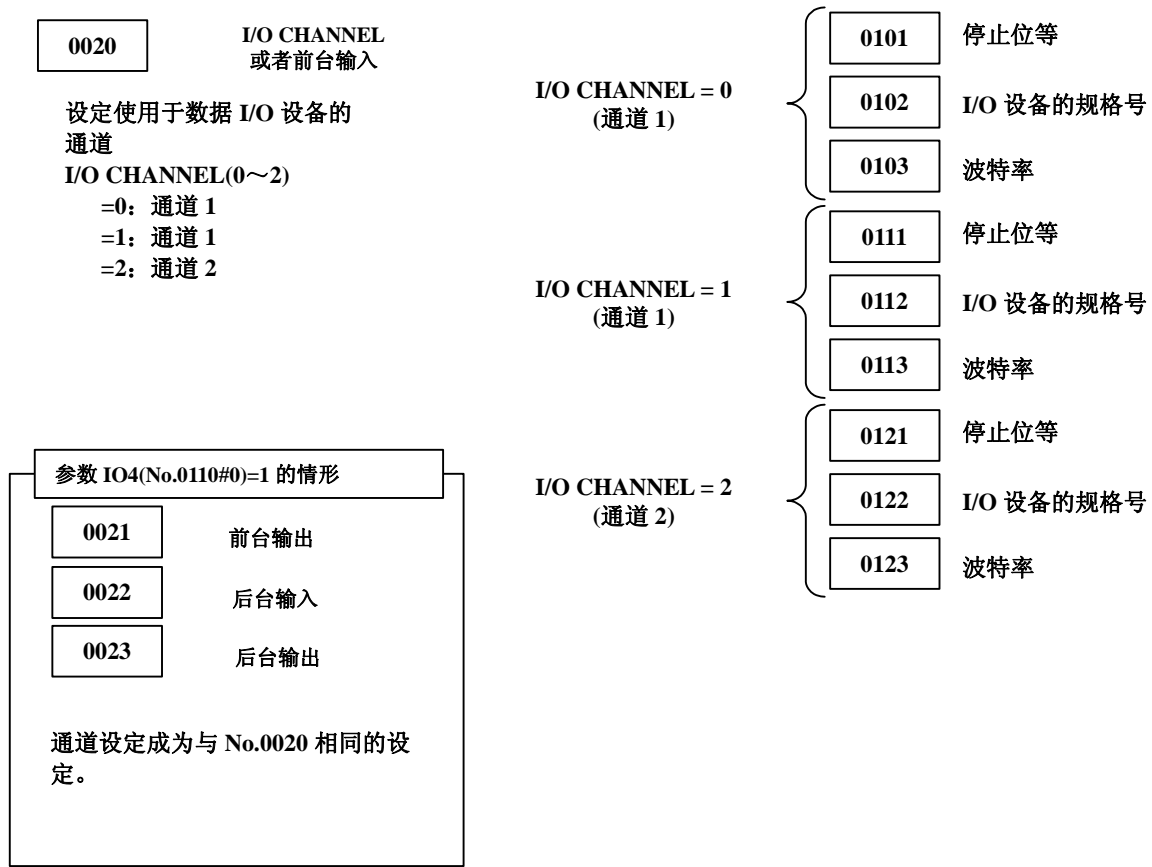 0020
I/O CHANNEL
或者前台输入
设定使用于数据 I/O 设备的
通道
I/O CHANNEL(0～2)
=0：通道 1
=1：通道 1
=2：通道 2
参数 IO4(No.0110#0)=1 的情形
0021
前台输出
0022
后台输入
0023
后台输出
通道设定成为与 No.0020 相同的设
定。
I/O CHANNEL = 0
(通道 1)
0101
停止位等
0102
I/O 设备的规格号
0103
波特率
I/O CHANNEL = 1
(通道 1)
0111
停止位等
0112
I/O 设备的规格号
0113
波特率
I/O CHANNEL = 2
(通道 2)
0121
停止位等
0122
I/O 设备的规格号
0123
波特率